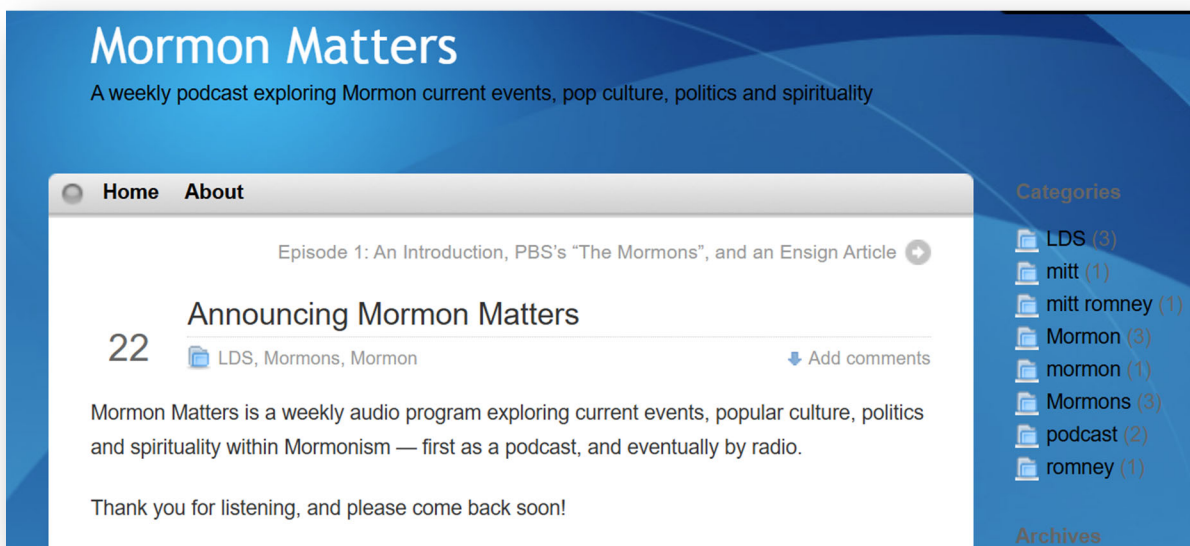 Mormon Matters
A weekly podcast exploring Mormon current events, pop culture, politics and spirituality
Home About
Episode 1: An Introduction, PBS's “The Mormons”, and an Ensign Article
Announcing Mormon Matters
22
LDS, Mormons, Mormon Add comments
Mormon Matters is a weekly audio program exploring current events, popular culture, politics
and spirituality within Mormonism — first as a podcast, and eventually by radio.
Thank you for listening, and please come back soon!
Categories
LDS (3)
mitt (1)
mitt romney (1)
Mormon (3)
mormon (1)
Mormons (3)
podcast (2)
romney (1)
Archives